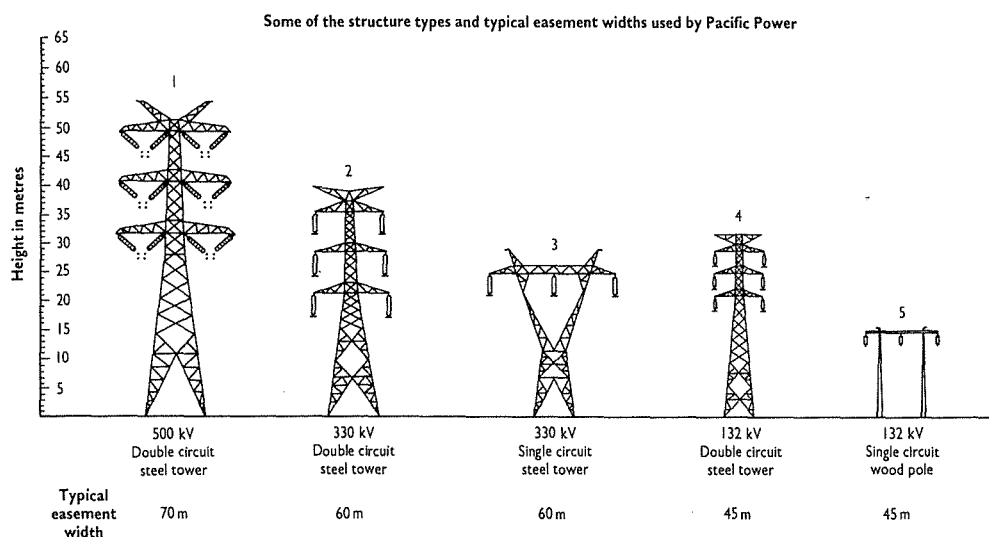 Some of the structure types and typical easement widths used by Pacific Power
Height in metres
65
60
55
50
45
40
35
30
25
20
15
10
5
1
2
3
4
5
500 kV
Double circuit
steel tower
330 kV
Double circuit
steel tower
330 kV
Single circuit
steel tower
132 kV
Double circuit
steel tower
132 kV
Single circuit
wood pole
Typical
easement
width
70 m
60 m
60 m
45 m
45 m